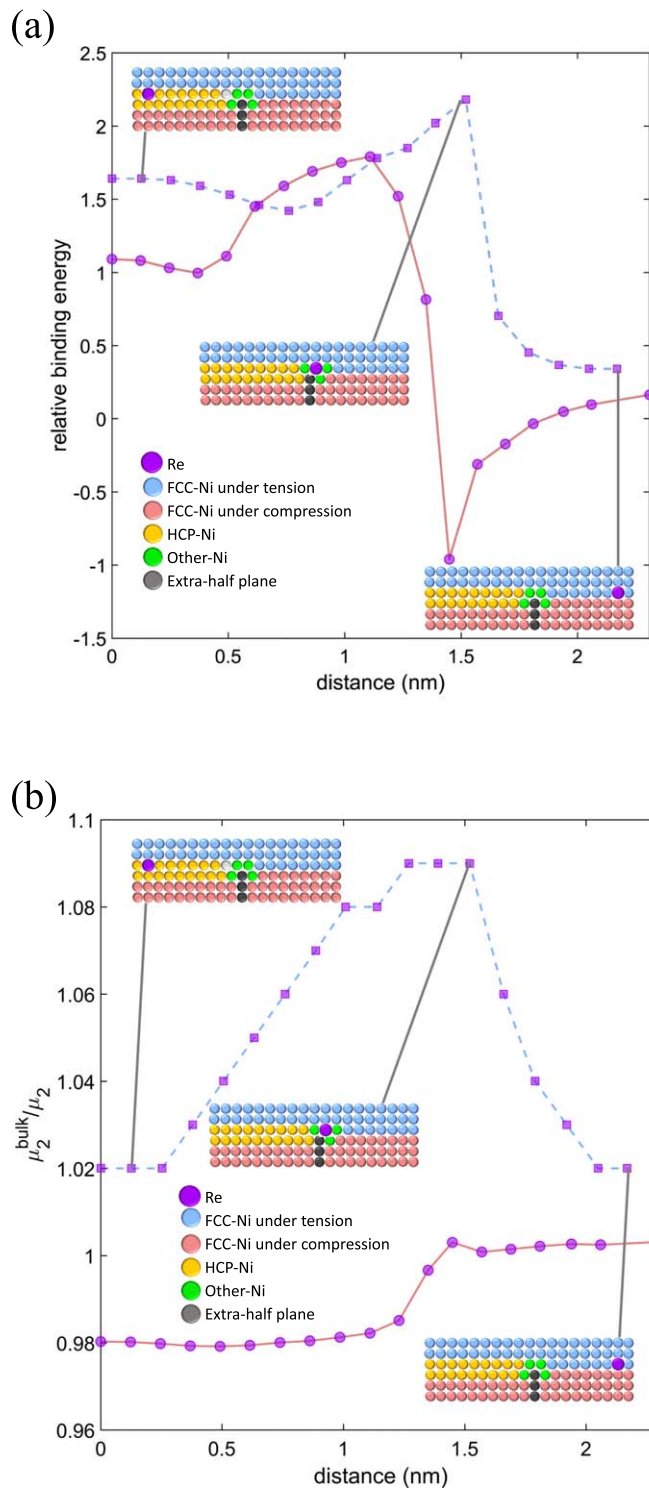 (a)
2.5
2
1.5
1
0.5
0
-0.5
-1
-1.5
relative binding energy
Re
FCC-Ni under tension
FCC-Ni under compression
HCP-Ni
Other-Ni
Extra-half plane
0 0.5 1 1.5 2
distance (nm)
(b)
1.1
1.08
1.06
1.04
1.02
1
0.98
0.96
μ₂ᵇᵘˡᵏ/μ₂
Re
FCC-Ni under tension
FCC-Ni under compression
HCP-Ni
Other-Ni
Extra-half plane
0 0.5 1 1.5 2
distance (nm)